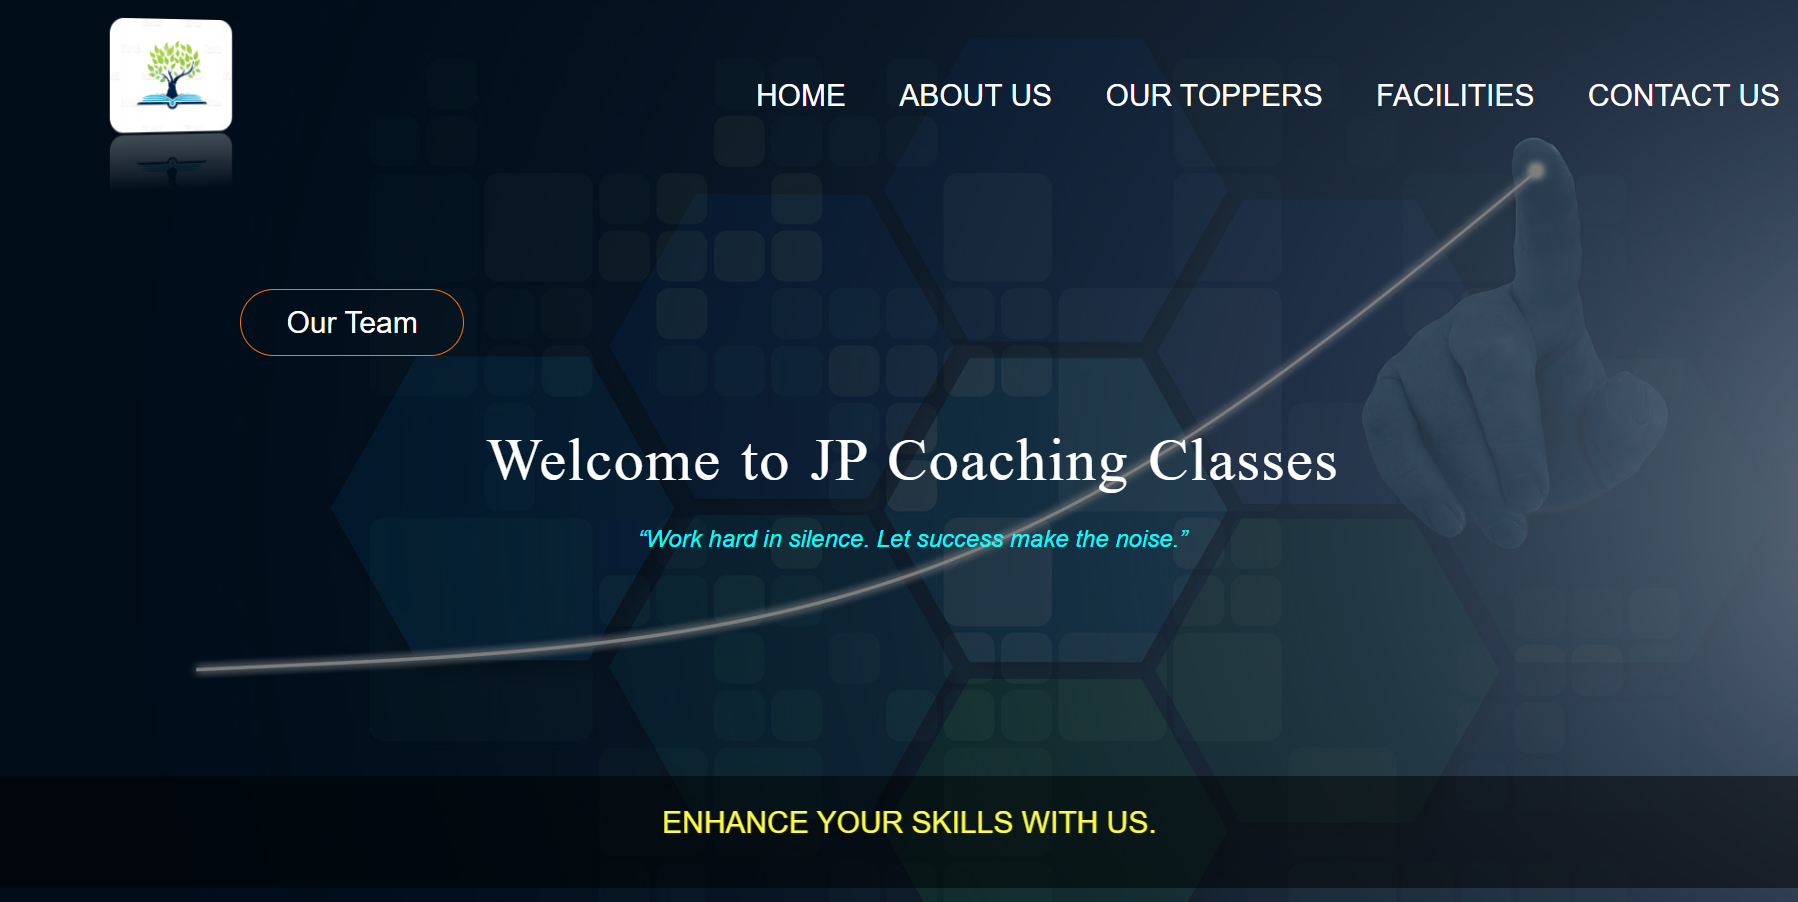 HOME ABOUT US OUR TOPPERS FACILITIES CONTACT US
Our Team
Welcome to JP Coaching Classes
“Work hard in silence. Let success make the noise.”
ENHANCE YOUR SKILLS WITH US.